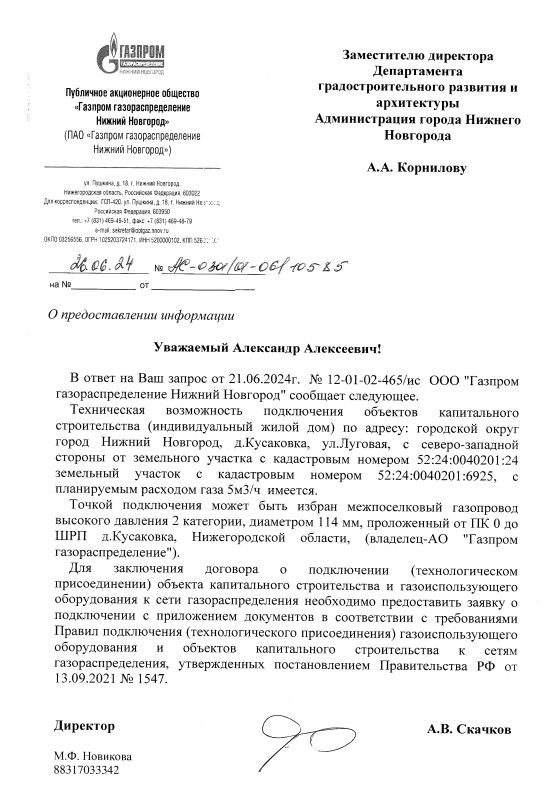 ГАЗПРОМ
ГАЗОРАСПРЕДЕЛЕНИЕ
НИЖНИЙ НОВГОРОД
Публичное акционерное общество
«Газпром газораспределение
Нижний Новгород»
(ПАО «Газпром газораспределение
Нижний Новгород»)
ул. Пушкина, д. 18, г. Нижний Новгород,
Нижегородская область, Российская Федерация, 603022
Для корреспонденции: ГСП-420, ул. Пушкина, д. 18, г. Нижний Новгород,
Российская Федерация, 603950
тел.: +7 (831) 469-49-51, факс: +7 (831) 469-48-79
e-mail: sekretar@oblgaz.nnov.ru
ОКПО 03256556, ОГРН 1025203724171, ИНН 5200000102, КПП
26.06.24 №
на №
от
Заместителю директора
Департамента
градостроительного развития и
архитектуры
Администрация города Нижнего
Новгорода
А.А. Корнилову
О предоставлении информации
Уважаемый Александр Алексеевич!
В ответ на Ваш запрос от 21.06.2024г. № 12-01-02-465/ис ООО "Газпром
газораспределение Нижний Новгород" сообщает следующее.
Техническая возможность подключения объектов капитального
строительства (индивидуальный жилой дом) по адресу: городской округ
город Нижний Новгород, д.Кусаковка, ул.Луговая, с северо-западной
стороны от земельного участка с кадастровым номером 52:24:0040201:24
земельный участок с кадастровым номером 52:24:0040201:6925, с
планируемым расходом газа 5м3/ч имеется.
Точкой подключения может быть избран межпоселковый газопровод
высокого давления 2 категории, диаметром 114 мм, проложенный от ПК 0 до
ШРП д.Кусаковка, Нижегородской области, (владелец-АО "Газпром
газораспределение").
Для заключения договора о подключении (технологическом
присоединении) объекта капитального строительства и газоиспользующего
оборудования к сети газораспределения необходимо предоставить заявку о
подключении с приложением документов в соответствии с требованиями
Правил подключения (технологического присоединения) газоиспользующего
оборудования и объектов капитального строительства к сетям
газораспределения, утвержденных постановлением Правительства РФ от
13.09.2021 № 1547.
Директор
А.В. Скачков
М.Ф. Новикова
88317033342